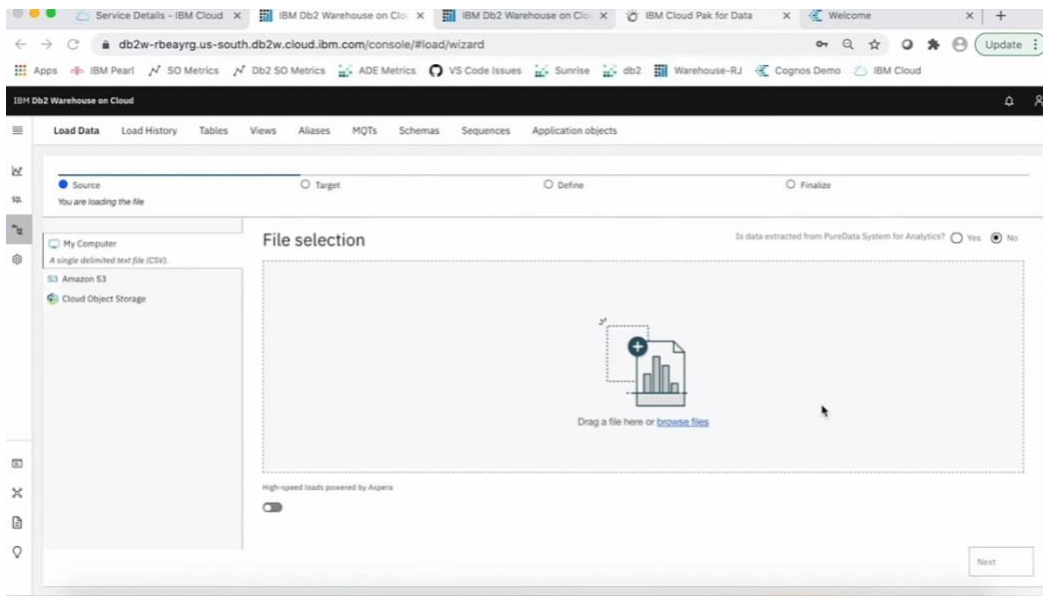 Service Details - IBM Cloud
IBM Db2 Warehouse on Clo
IBM Db2 Warehouse on Clo
IBM Cloud Pak for Data
Welcome
db2w-rbeayrg.us-south.db2w.cloud.ibm.com/console/#load/wizard
Update
Apps
IBM Pearl
SO Metrics
Db2 SO Metrics
ADE Metrics
VS Code Issues
Sunrise
db2
Warehouse-RJ
Cognos Demo
IBM Cloud
IBM Db2 Warehouse on Cloud
Load Data
Load History
Tables
Views
Aliases
MQTs
Schemas
Sequences
Application objects
Source
Target
Define
Finalize
You are loading the file
My Computer
A single delimited text file (CSV).
S3 Amazon S3
Cloud Object Storage
File selection
Is data extracted from PureData System for Analytics?
Yes
No
Drag a file here or browse files
High-speed loads powered by Aspera
Next